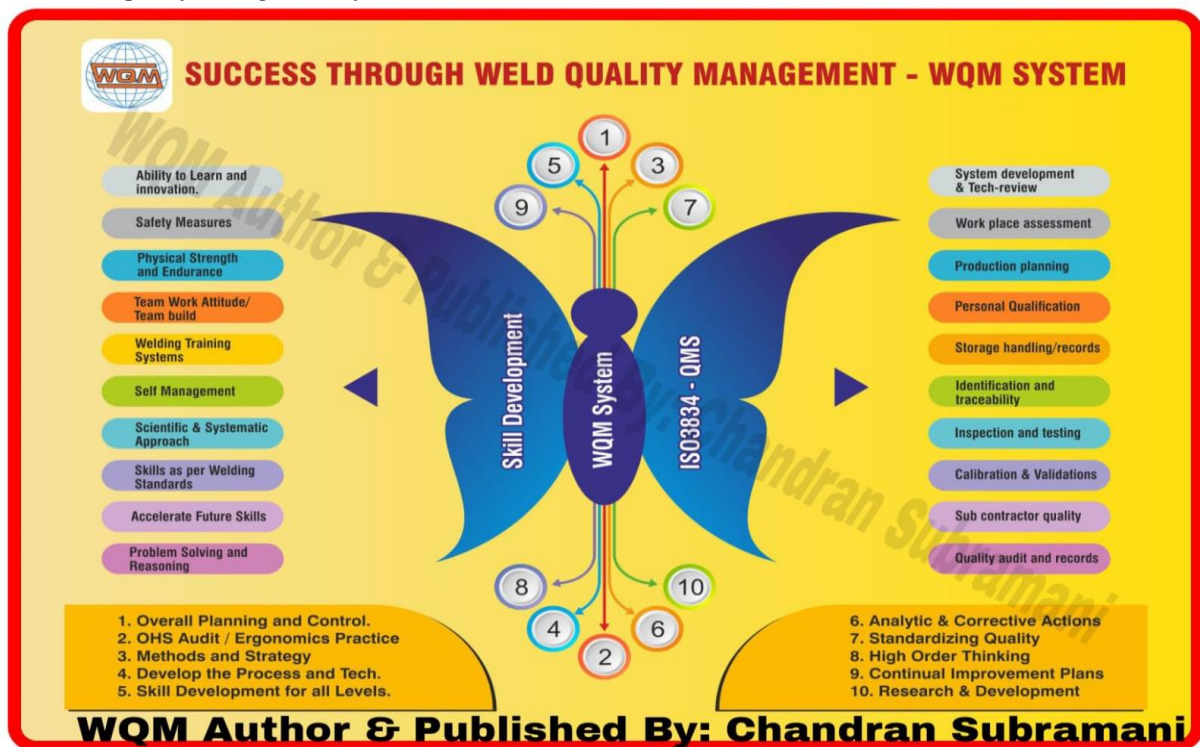 WQM
SUCCESS THROUGH WELD QUALITY MANAGEMENT - WQM SYSTEM
1
5
3
9
7
Ability to Learn and
innovation.
Safety Measures
Physical Strength
and Endurance
Team Work Attitude/
Team build
Welding Training
Systems
Self Management
Scientific & Systematic
Approach
Skills as per Welding
Standards
Accelerate Future Skills
Problem Solving and
Reasoning
Skill Development
WQM System
ISO3834 - QMS
System development
& Tech-review
Work place assessment
Production planning
Personal Qualification
Storage handling/records
Identification and
traceability
Inspection and testing
Calibration & Validations
Sub contractor quality
Quality audit and records
WQM Author & Published By: Chandran Subramani
8
10
4
6
2
1. Overall Planning and Control.
2. OHS Audit / Ergonomics Practice
3. Methods and Strategy
4. Develop the Process and Tech.
5. Skill Development for all Levels.
6. Analytic & Corrective Actions
7. Standardizing Quality
8. High Order Thinking
9. Continual Improvement Plans
10. Research & Development
WQM Author & Published By: Chandran Subramani